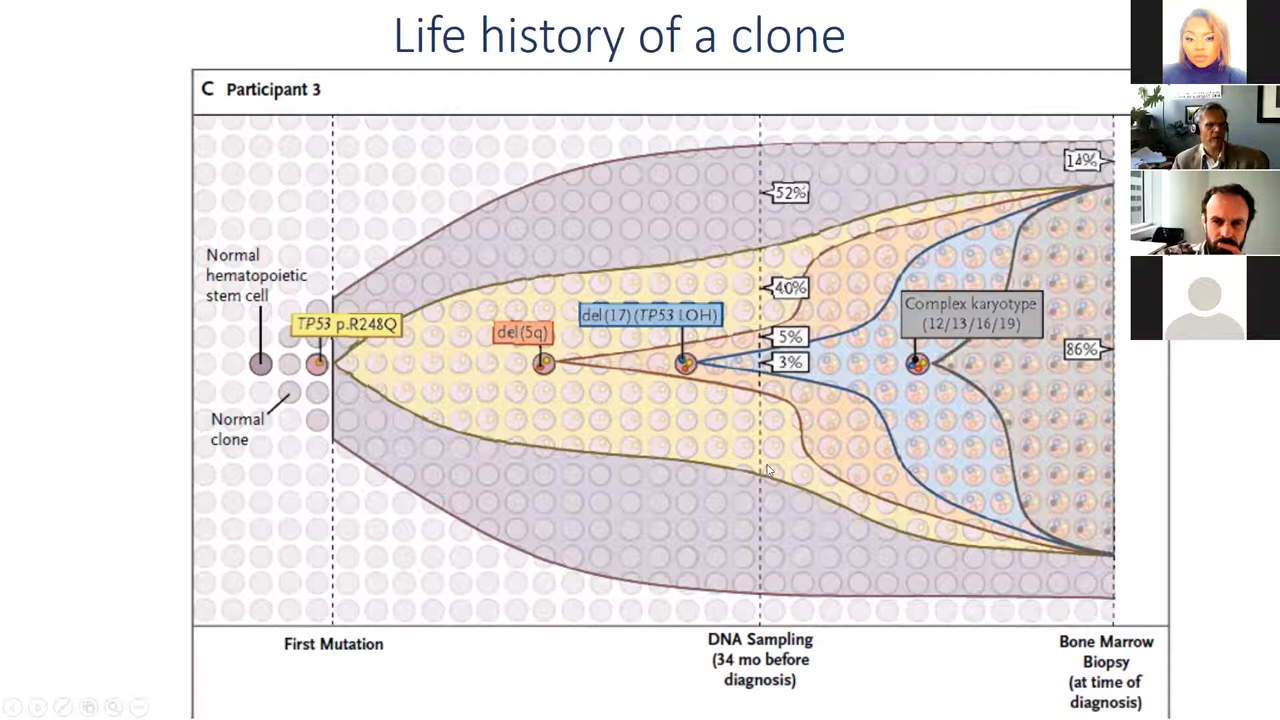 Life history of a clone
C Participant 3
14%
52%
Normal
hematopoietic
stem cell
40%
TP53 p.R248Q
del(5q)
del(17) (TP53 LOH)
Complex karyotype
(12/13/16/19)
5%
3%
86%
Normal
clone
First Mutation
DNA Sampling
(34 mo before
diagnosis)
Bone Marrow
Biopsy
(at time of
diagnosis)